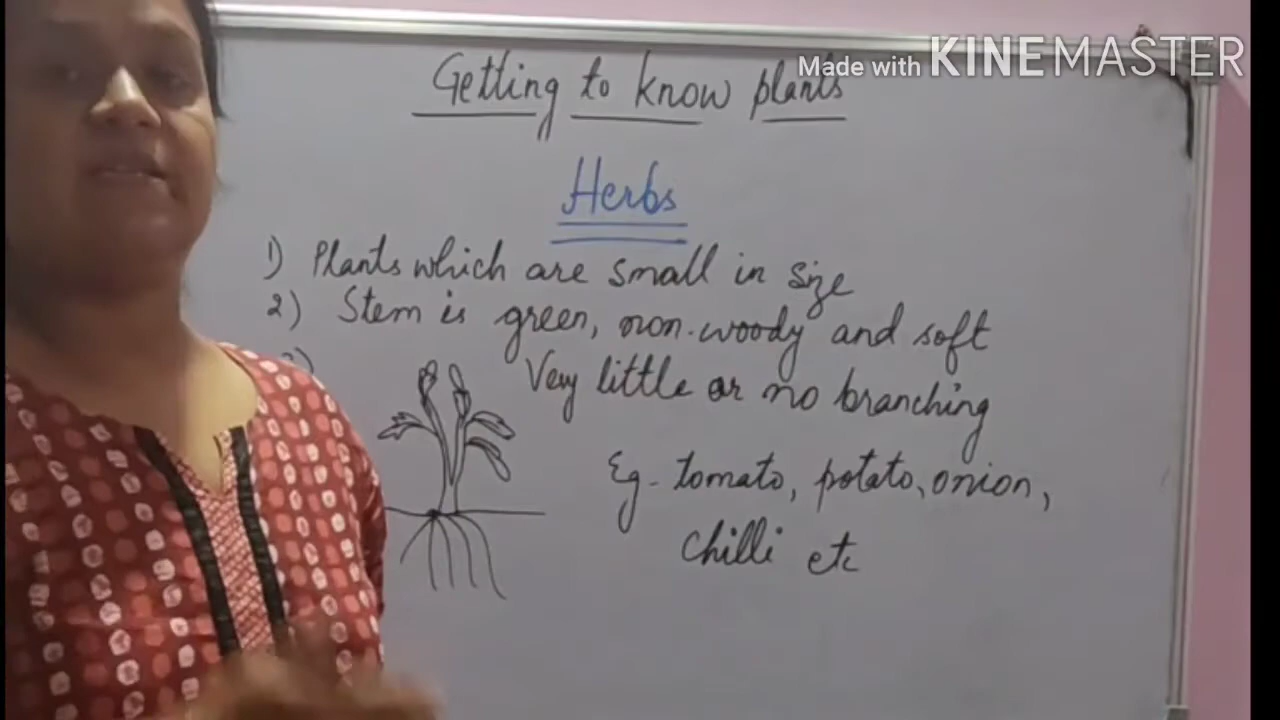 Made with KINEMASTER
Getting to know plants
Herbs
1) Plants which are small in size
2) Stem is green, non-woody and soft
3)
Very little or no branching
Eg- tomato, potato, onion,
chilli etc